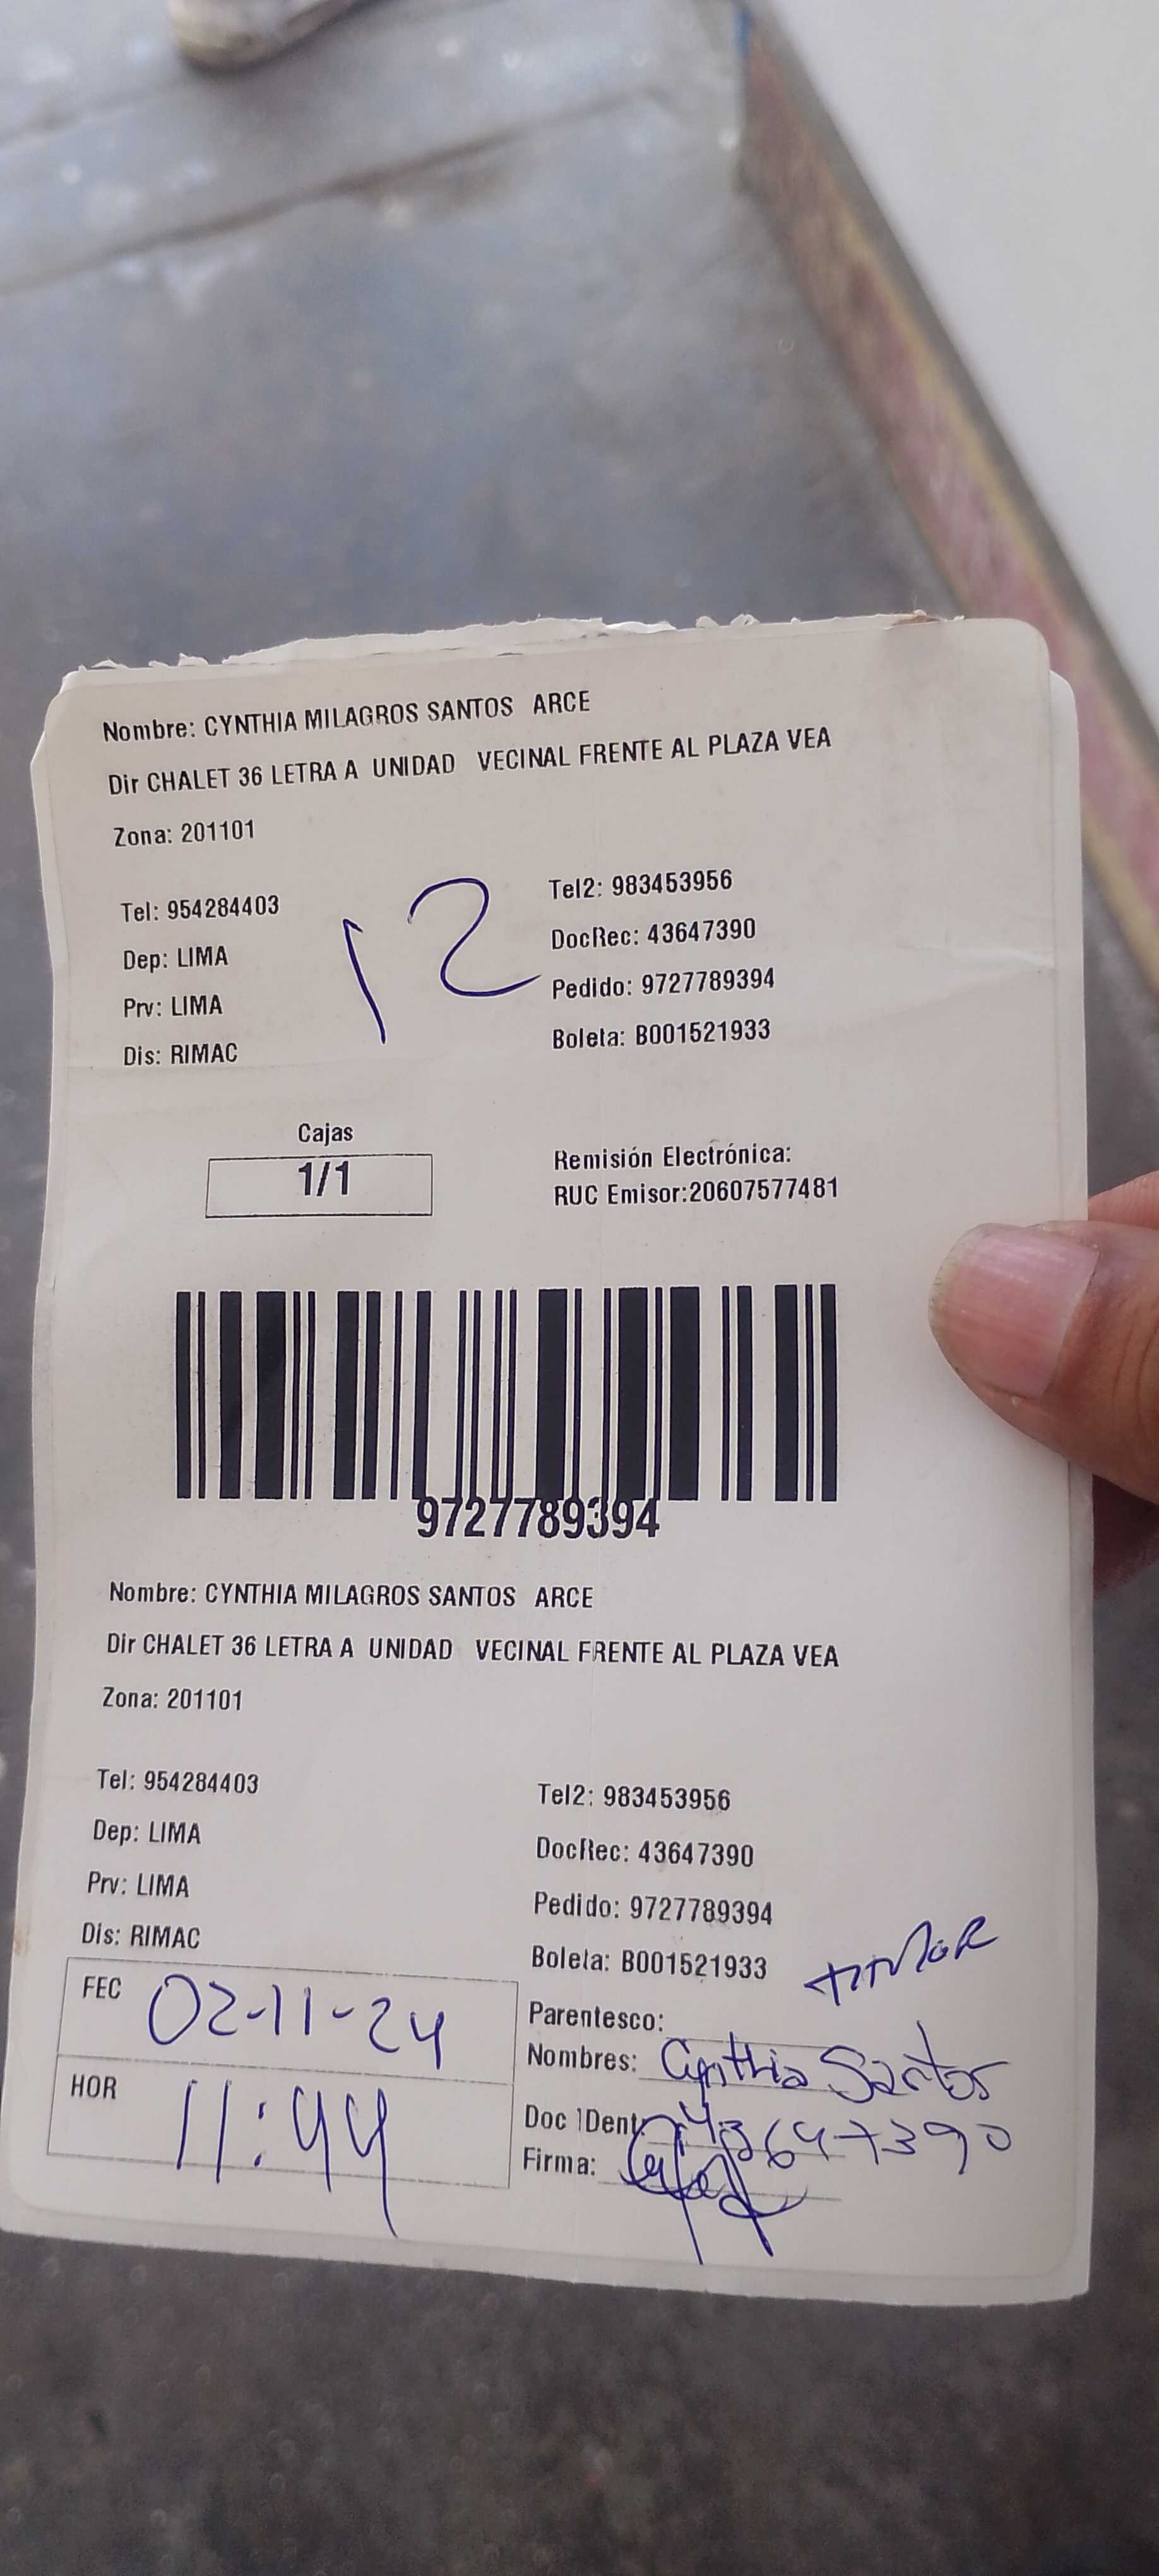 Nombre: CYNTHIA MILAGROS SANTOS ARCE
Dir CHALET 36 LETRA A UNIDAD VECINAL FRENTE AL PLAZA VEA
Zona: 201101
Tel: 954284403
Dep: LIMA
Prv: LIMA
Dis: RIMAC
12
Tel2: 983453956
DocRec: 43647390
Pedido: 9727789394
Boleta: B001521933
Cajas
1/1
Remisión Electrónica:
RUC Emisor:20607577481
9727789394
Nombre: CYNTHIA MILAGROS SANTOS ARCE
Dir CHALET 36 LETRA A UNIDAD VECINAL FRENTE AL PLAZA VEA
Zona: 201101
Tel: 954284403
Dep: LIMA
Prv: LIMA
Dis: RIMAC
Tel2: 983453956
DocRec: 43647390
Pedido: 9727789394
Boleta: B001521933
FEC 02-11-24
HOR 11:44
Parentesco:
Nombres: Cynthia Santos
Doc IDent: 43647390
Firma: